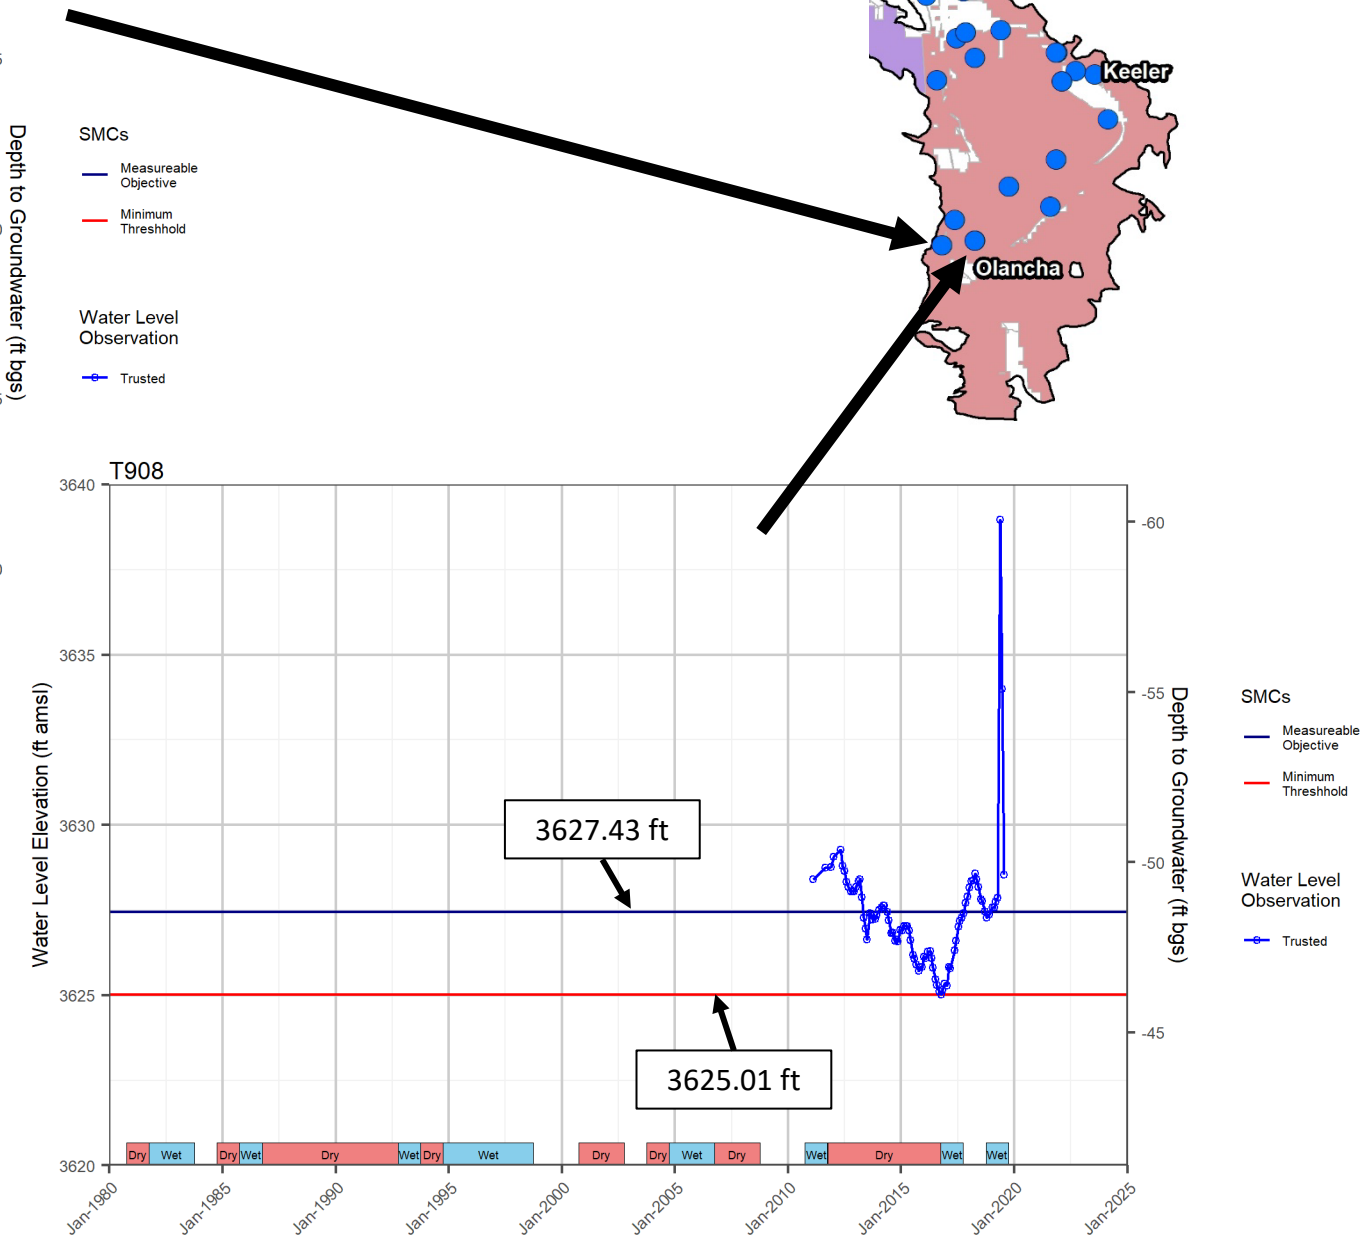 Keeler
Olancha
Depth to Groundwater (ft bgs)
SMCs
Measureable
Objective
Minimum
Threshhold
Water Level
Observation
Trusted
T908
3640
3635
3630
3625
3620
Water Level Elevation (ft amsl)
-60
-55
-50
-45
Depth to Groundwater (ft bgs)
3627.43 ft
3625.01 ft
Dry
Wet
Dry
Wet
Dry
Wet
Dry
Wet
Dry
Dry
Wet
Dry
Wet
Dry
Wet
Wet
Jan-1980
Jan-1985
Jan-1990
Jan-1995
Jan-2000
Jan-2005
Jan-2010
Jan-2015
Jan-2020
Jan-2025
SMCs
Measureable
Objective
Minimum
Threshhold
Water Level
Observation
Trusted